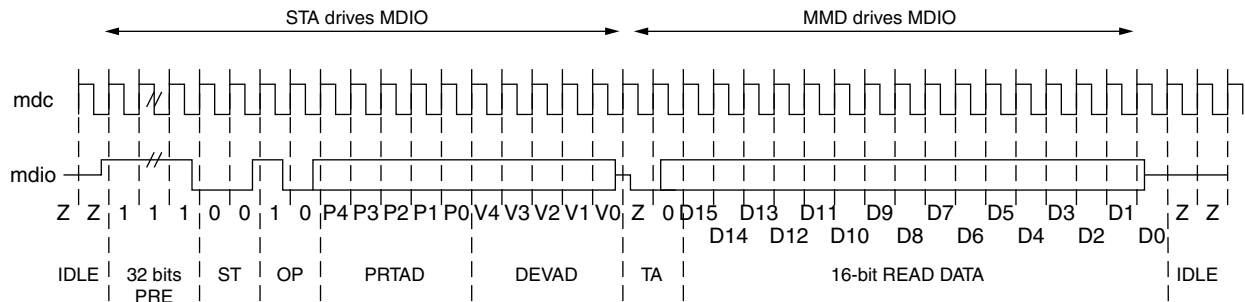 STA drives MDIO MMD drives MDIO
mdc
mdio
Z Z 1 1 1 0 0 1 0 P4 P3 P2 P1 P0 V4 V3 V2 V1 V0 Z 0 D15 D13 D11 D9 D7 D5 D3 D1 Z Z
D14 D12 D10 D8 D6 D4 D2 D0
IDLE 32 bits ST OP PRTAD DEVAD TA 16-bit READ DATA IDLE
PRE